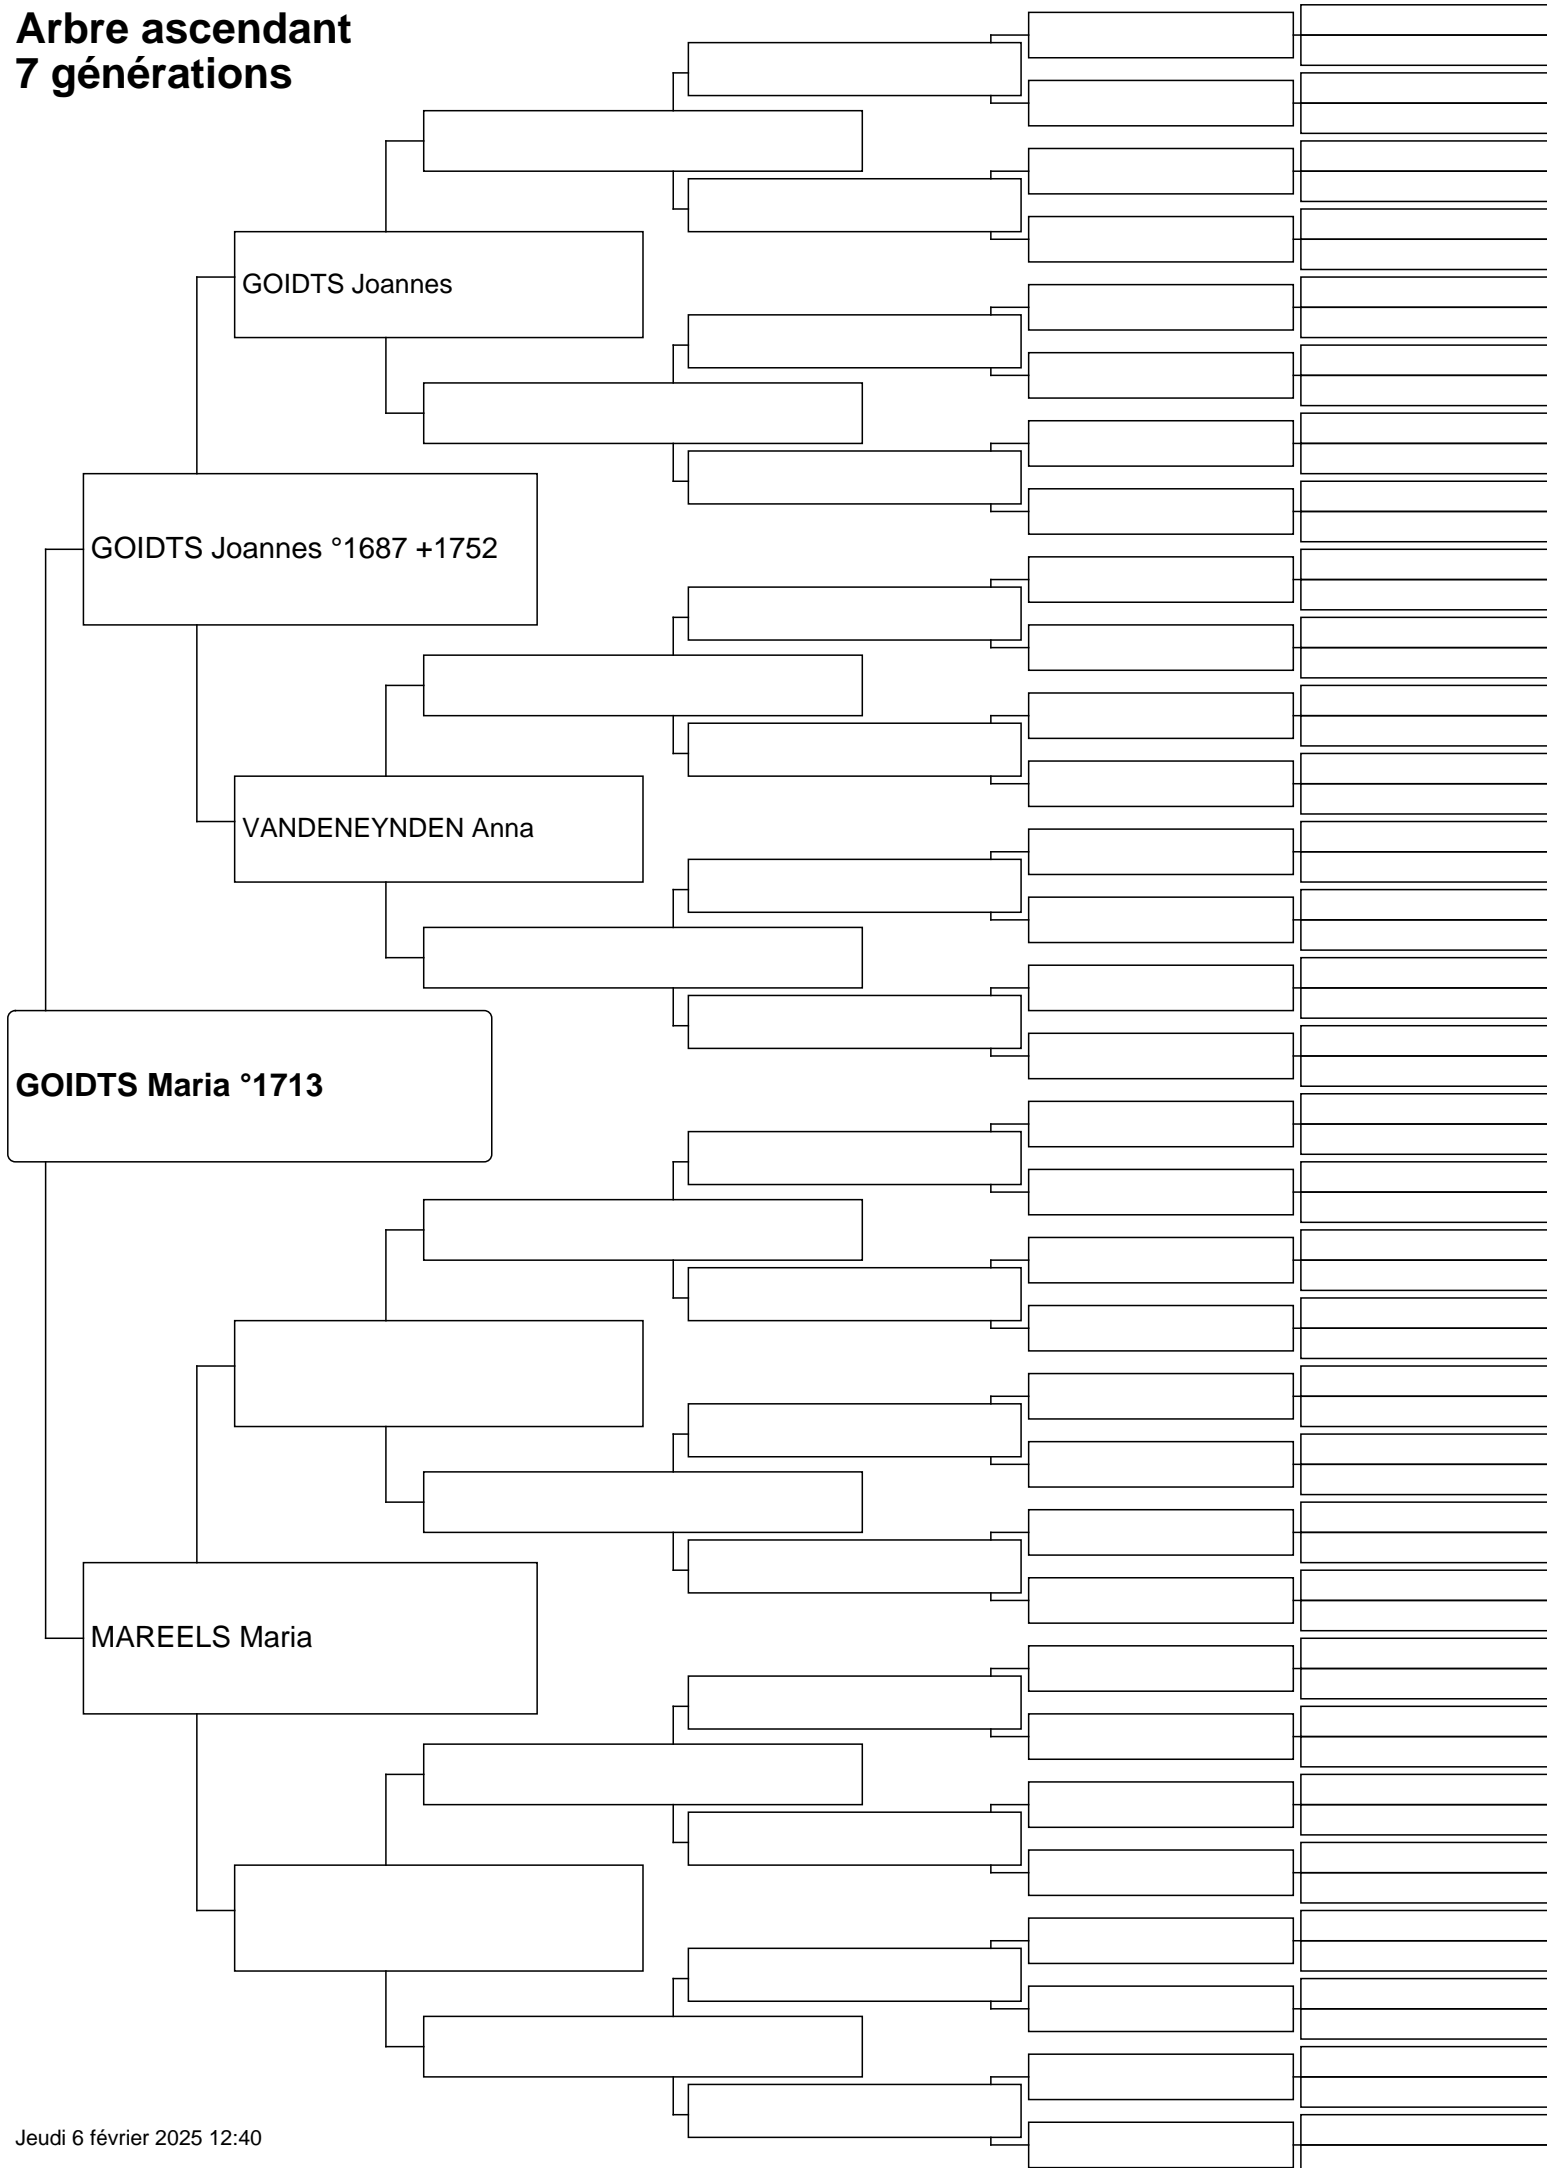 Arbre ascendant
7 générations
GOIDTS Joannes
GOIDTS Joannes °1687 +1752
VANDENEYNDEN Anna
GOIDTS Maria °1713
MAREELS Maria
Jeudi 6 février 2025 12:40